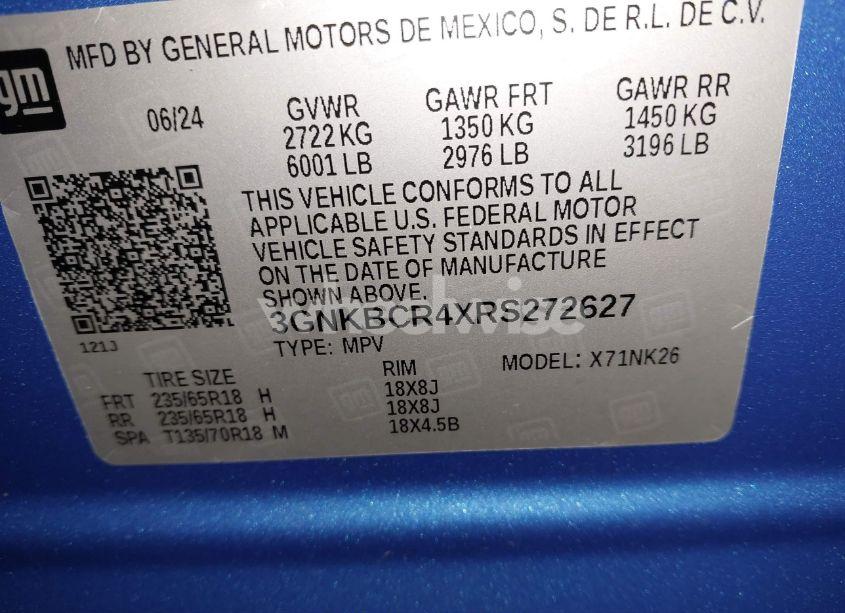 MFD BY GENERAL MOTORS DE MEXICO, S. DE R.L. DE C.V.
gm
06/24
GVWR
2722 KG
6001 LB
GAWR FRT
1350 KG
2976 LB
GAWR RR
1450 KG
3196 LB
THIS VEHICLE CONFORMS TO ALL
APPLICABLE U.S. FEDERAL MOTOR
VEHICLE SAFETY STANDARDS IN EFFECT
ON THE DATE OF MANUFACTURE
SHOWN ABOVE.
3GNKBCR4XRS272627
121J
TYPE: MPV
MODEL: X71NK26
TIRE SIZE
RIM
FRT 235/65R18 H 18X8J
RR 235/65R18 H 18X8J
SPA T135/70R18 M 18X4.5B